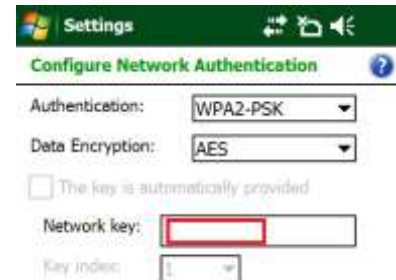 Settings
Configure Network Authentication
Authentication: WPA2-PSK
Data Encryption: AES
The key is automatically provided
Network key:
Key index: 1